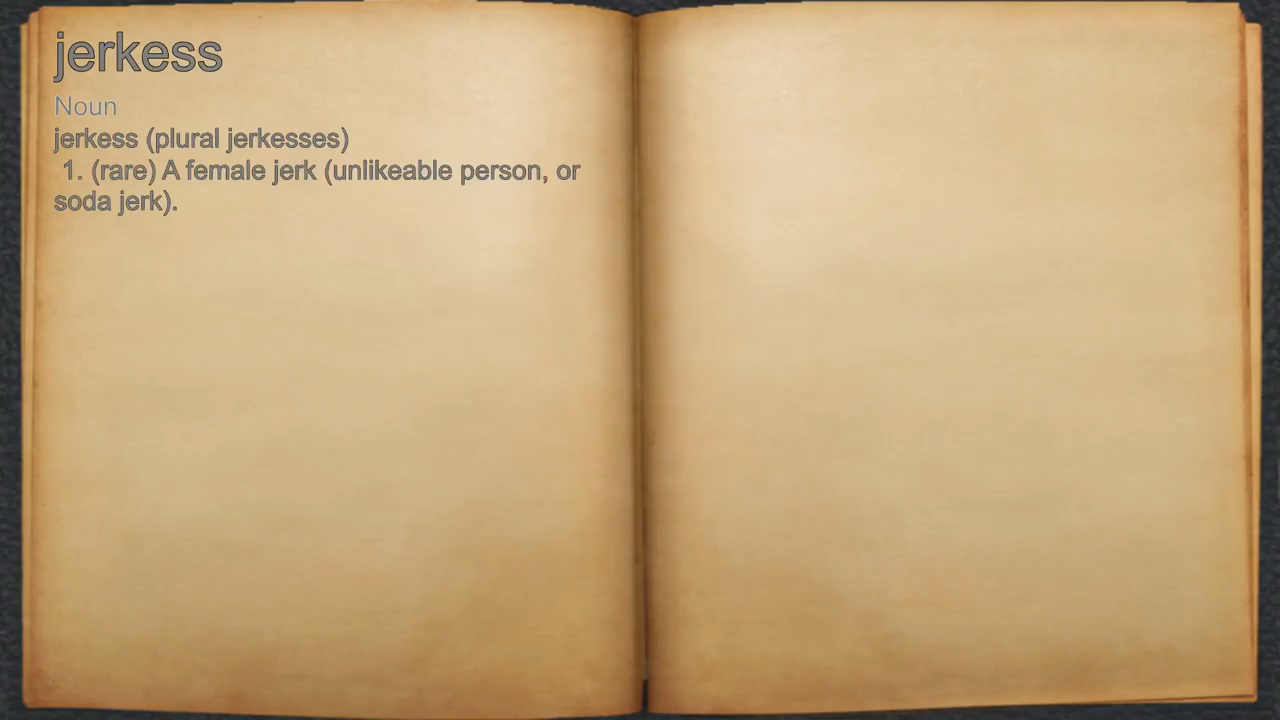 jerkess
Noun
jerkess (plural jerkesses)
1. (rare) A female jerk (unlikeable person, or
soda jerk).